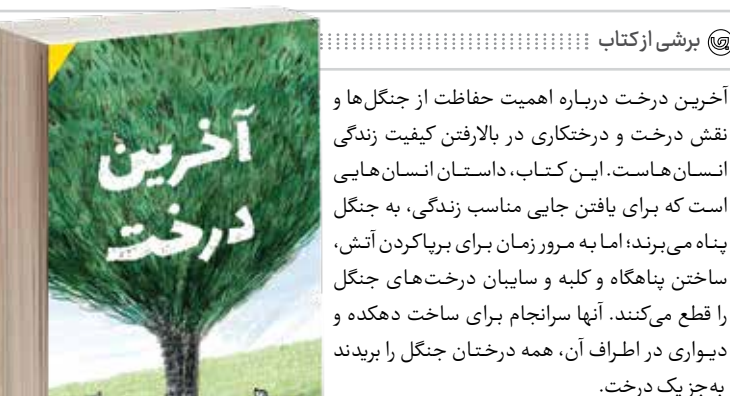 برشی از کتاب
آخرین درخت درباره اهمیت حفاظت از جنگل‌ها و
نقش درخت و درختکاری در بالارفتن کیفیت زندگی
انسان‌هاست. این کتاب، داستان انسان‌هایی
است که برای یافتن جایی مناسب زندگی، به جنگل
پناه می‌برند؛ اما به مرور زمان برای برپاکردن آتش،
ساختن پناهگاه و کلبه و سایبان درخت‌های جنگل
را قطع می‌کنند. آنها سرانجام برای ساخت دهکده و
دیواری در اطراف آن، همه درختان جنگل را بریدند
به‌جز یک درخت.
آخرین
درخت